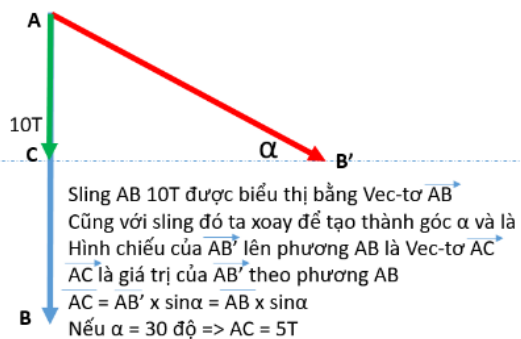 A
10T
C
α
B'
Sling AB 10T được biểu thị bằng Vec-tơ AB
Cũng với sling đó ta xoay để tạo thành góc α và là
Hình chiếu của AB' lên phương AB là Vec-tơ AC
AC là giá trị của AB' theo phương AB
AC = AB' x sinα = AB x sinα
B
Nếu α = 30 độ => AC = 5T